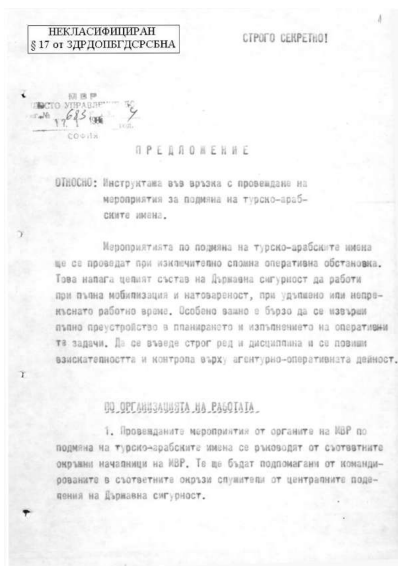 НЕКЛАСИФИЦИРАН
§ 17 от ЗДРДОПБГДСРСБНА
СТРОГО СЕКРЕТНО!
СОФИЯ
ПРЕДЛОЖЕНИЕ
ОТНОСНО: Инструктажа във връзка с провеждане на
мероприятия за подмяна на турско-араб-
ските имена.
Мероприятията по подмяна на турско-арабските имена
ще се проведат при изключително сложна оперативна обстановка.
Това налага целият състав на Държавна сигурност да работи
при пълна мобилизация и натовареност, при удължено или непре-
къснато работно време. Особено важно е бързо да се извърши
пълно преустройство в планирането и изпълнението на оперативни
те задачи. Да се въведе строг ред и дисциплина и се повиши
взискателността и контрола върху агентурно-оперативната дейност.
ПО ОРГАНИЗАЦИЯТА НА РАБОТАТА
1. Провежданите мероприятия от органите на МВР по
подмяна на турско-арабските имена се ръководят от съответните
окръжни началници на МВР. Те ще бъдат подпомагани от командир-
ованите в съответните окръзи служители от централните поде-
ления на Държавна сигурност.